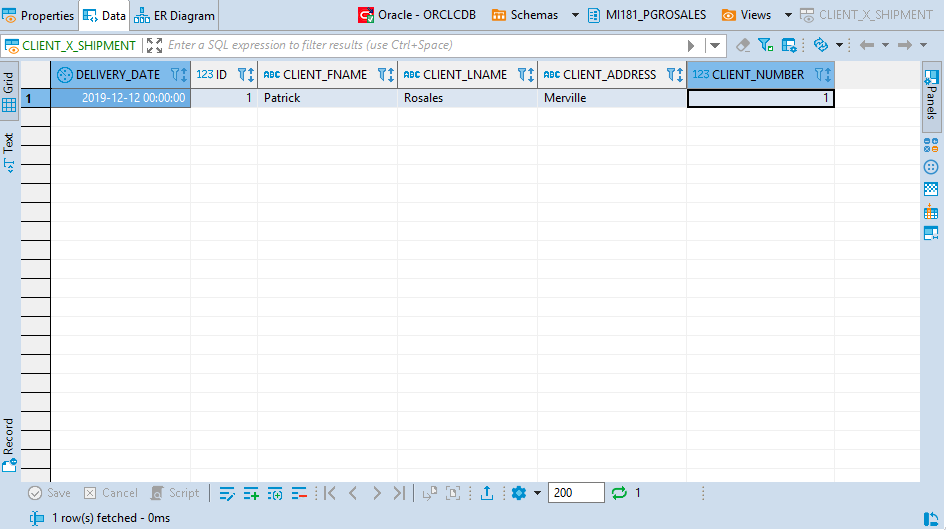 Properties Data ER Diagram Oracle - ORCLCDB Schemas MI181_PGROSALES Views CLIENT_X_SHIPMENT
CLIENT_X_SHIPMENT Enter a SQL expression to filter results (use Ctrl+Space)
Grid
Text
Record
Panels
DELIVERY_DATE 123 ID ABC CLIENT_FNAME ABC CLIENT_LNAME ABC CLIENT_ADDRESS 123 CLIENT_NUMBER
1 2019-12-12 00:00:00 1 Patrick Rosales Merville 1
Save Cancel Script 200 1
1 row(s) fetched - 0ms